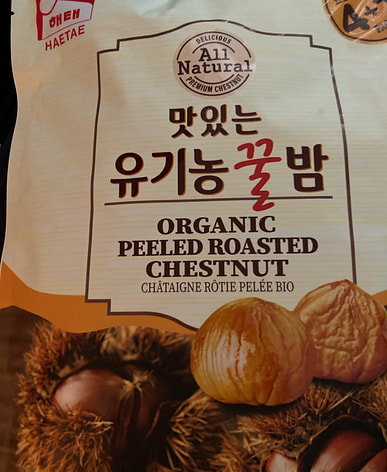 해태
HAETAE
DELICIOUS
All
Natural
PREMIUM CHESTNUT
맛있는
유기농꿀밤
ORGANIC
PEELED ROASTED
CHESTNUT
CHÂTAIGNE RÔTIE PELÉE BIO